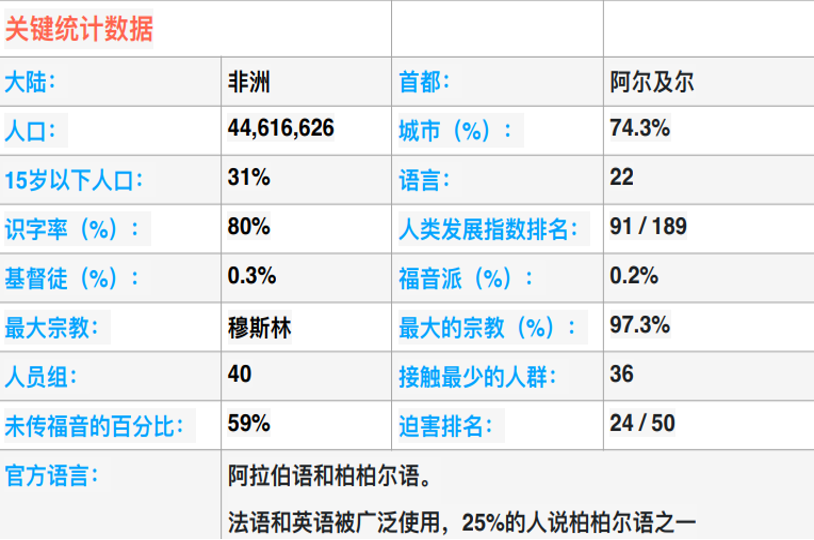 关键统计数据
大陆： 非洲 首都： 阿尔及尔
人口： 44,616,626 城市（%）： 74.3%
15岁以下人口： 31% 语言： 22
识字率（%）： 80% 人类发展指数排名： 91 / 189
基督徒（%）： 0.3% 福音派（%）： 0.2%
最大宗教： 穆斯林 最大的宗教（%）： 97.3%
人员组： 40 接触最少的人群： 36
未传福音的百分比： 59% 迫害排名： 24 / 50
官方语言： 阿拉伯语和柏柏尔语。
法语和英语被广泛使用，25%的人说柏柏尔语之一